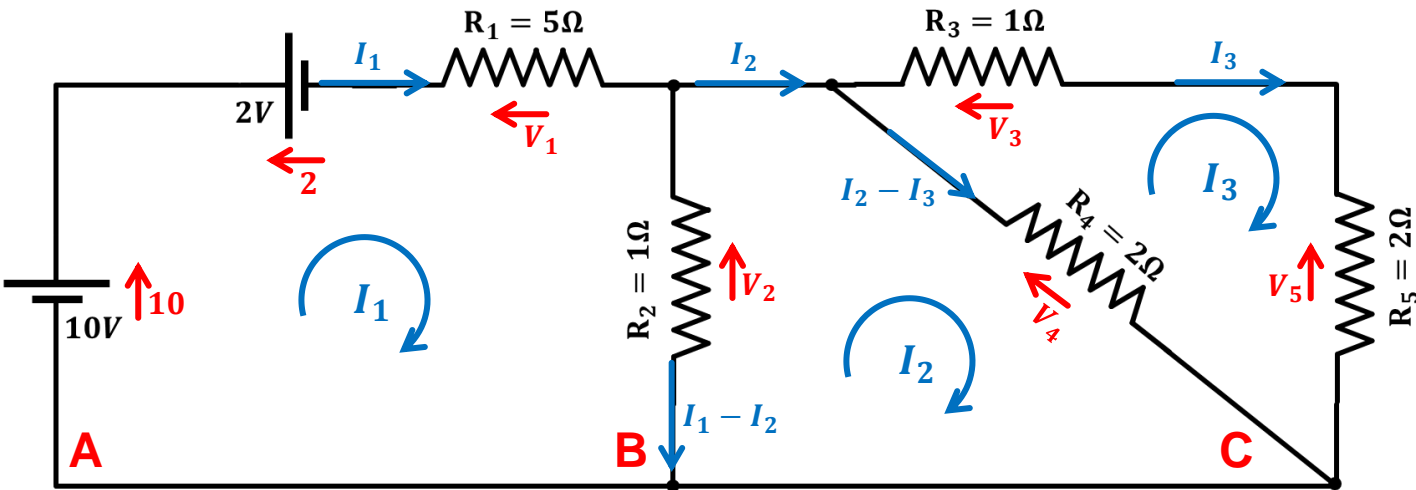 R₁ = 5Ω
R₃ = 1Ω
I₁
I₂
I₃
2V
V₁
V₃
2
I₂ − I₃
I₃
R₄ = 2Ω
R₂ = 1Ω
V₂
V₄
V₅
R₅ = 2Ω
10
10V
I₁
I₂
I₁ − I₂
A
B
C